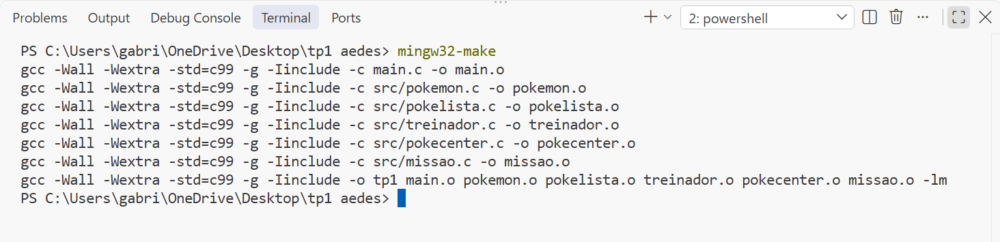 Problems Output Debug Console Terminal Ports 2: powershell
PS C:\Users\gabri\OneDrive\Desktop\tp1 aedes> mingw32-make
gcc -Wall -Wextra -std=c99 -g -Iinclude -c main.c -o main.o
gcc -Wall -Wextra -std=c99 -g -Iinclude -c src/pokemon.c -o pokemon.o
gcc -Wall -Wextra -std=c99 -g -Iinclude -c src/pokelista.c -o pokelista.o
gcc -Wall -Wextra -std=c99 -g -Iinclude -c src/treinador.c -o treinador.o
gcc -Wall -Wextra -std=c99 -g -Iinclude -c src/pokecenter.c -o pokecenter.o
gcc -Wall -Wextra -std=c99 -g -Iinclude -c src/missao.c -o missao.o
gcc -Wall -Wextra -std=c99 -g -Iinclude -o tp1 main.o pokemon.o pokelista.o treinador.o pokecenter.o missao.o -lm
PS C:\Users\gabri\OneDrive\Desktop\tp1 aedes>